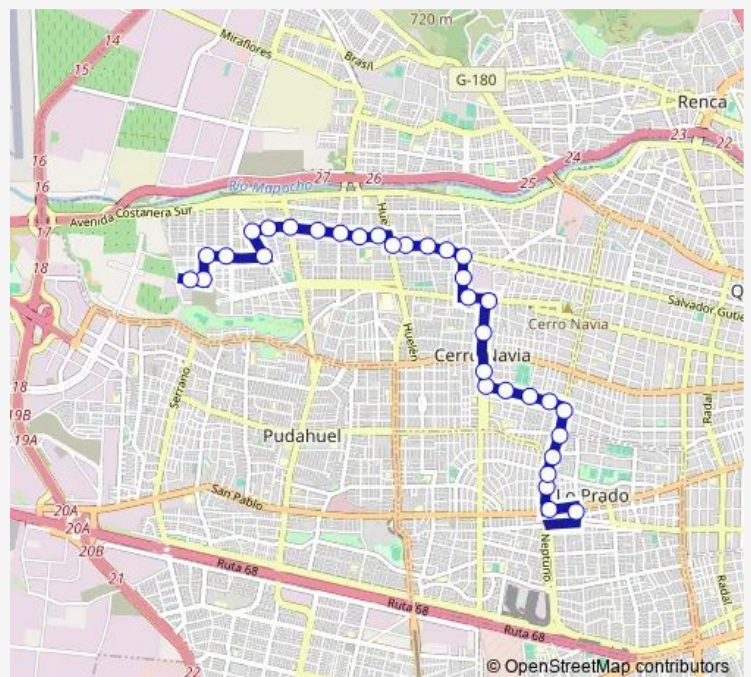 720 m
14
Miraflores
Brasil
15
G-180
Renca
23
22
16
24
27
26
25
Río Mapocho
16
Avenida Costanera Sur
17
18
Salvador Gutie
Cerro Navia
Huelén
Cerro Navia
Serrano
18
19B
19A
Radal
Pudahuel
San Pablo
Lo Prado
20A
20A
20B
Neptuno
21
Ruta 68
Radal
Ruta 68
Ruta 68
22
© OpenStreetMap contributors